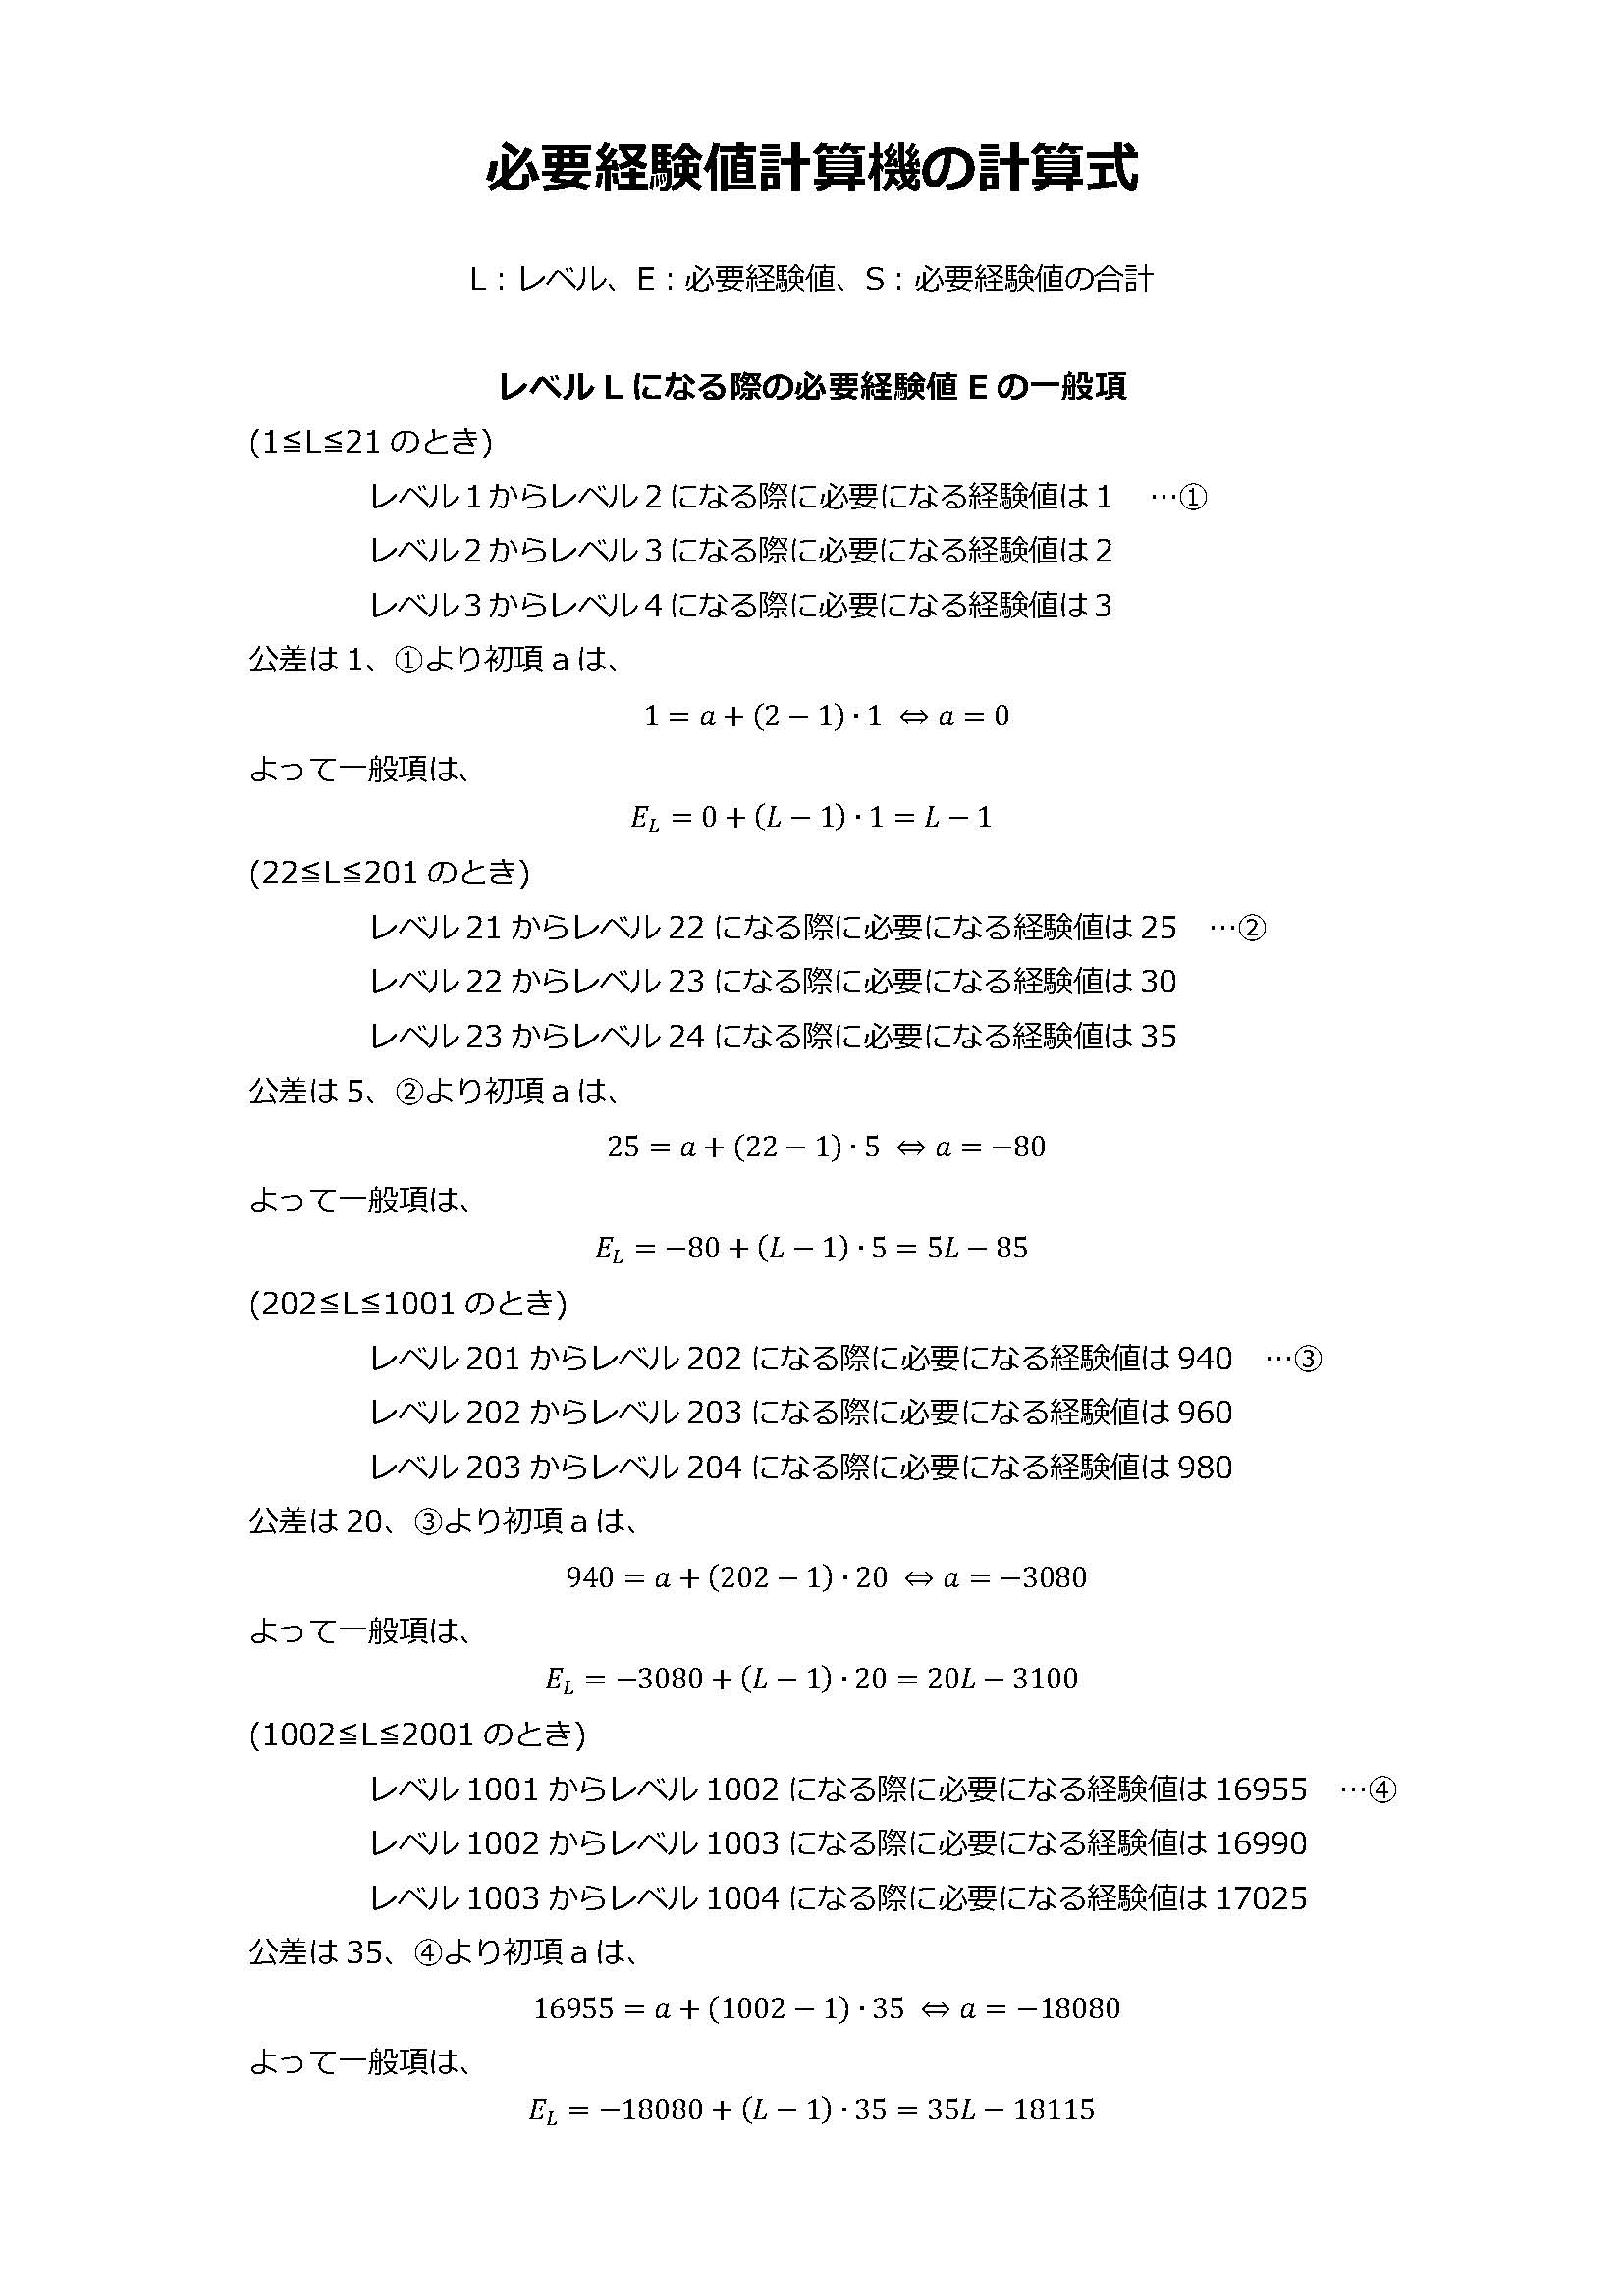 必要経験値計算機の計算式
L：レベル、E：必要経験値、S：必要経験値の合計
レベル L になる際の必要経験値 E の一般項
(1≦L≦21 のとき)
レベル 1 からレベル 2 になる際に必要になる経験値は 1　…①
レベル 2 からレベル 3 になる際に必要になる経験値は 2
レベル 3 からレベル 4 になる際に必要になる経験値は 3
公差は 1、①より初項 a は、
1 = a + (2 − 1) · 1 ⇔ a = 0
よって一般項は、
E_L = 0 + (L − 1) · 1 = L − 1
(22≦L≦201 のとき)
レベル 21 からレベル 22 になる際に必要になる経験値は 25　…②
レベル 22 からレベル 23 になる際に必要になる経験値は 30
レベル 23 からレベル 24 になる際に必要になる経験値は 35
公差は 5、②より初項 a は、
25 = a + (22 − 1) · 5 ⇔ a = −80
よって一般項は、
E_L = −80 + (L − 1) · 5 = 5L − 85
(202≦L≦1001 のとき)
レベル 201 からレベル 202 になる際に必要になる経験値は 940　…③
レベル 202 からレベル 203 になる際に必要になる経験値は 960
レベル 203 からレベル 204 になる際に必要になる経験値は 980
公差は 20、③より初項 a は、
940 = a + (202 − 1) · 20 ⇔ a = −3080
よって一般項は、
E_L = −3080 + (L − 1) · 20 = 20L − 3100
(1002≦L≦2001 のとき)
レベル 1001 からレベル 1002 になる際に必要になる経験値は 16955　…④
レベル 1002 からレベル 1003 になる際に必要になる経験値は 16990
レベル 1003 からレベル 1004 になる際に必要になる経験値は 17025
公差は 35、④より初項 a は、
16955 = a + (1002 − 1) · 35 ⇔ a = −18080
よって一般項は、
E_L = −18080 + (L − 1) · 35 = 35L − 18115